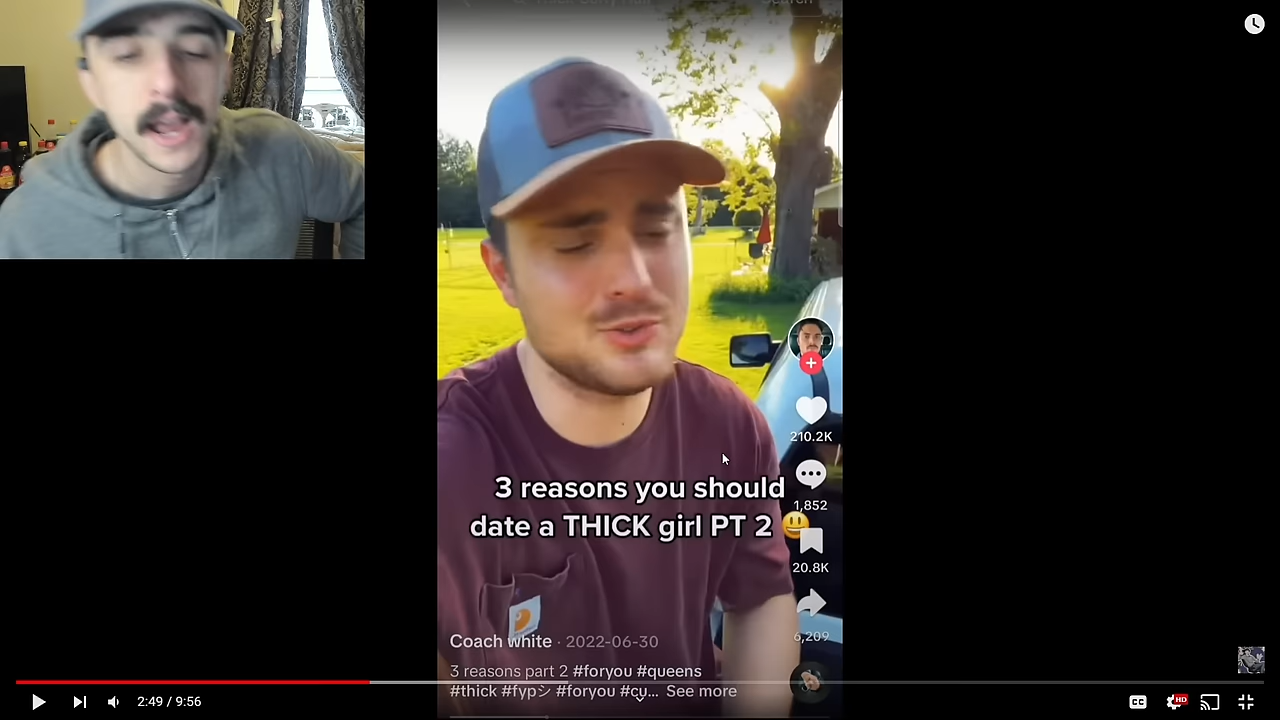 3 reasons you should
date a THICK girl PT 2 😃
210.2K
1,852
20.8K
6,209
Coach white · 2022-06-30
3 reasons part 2 #foryou #queens
#thick #fypシ #foryou #cu... See more
2:49 / 9:56
CC
HD